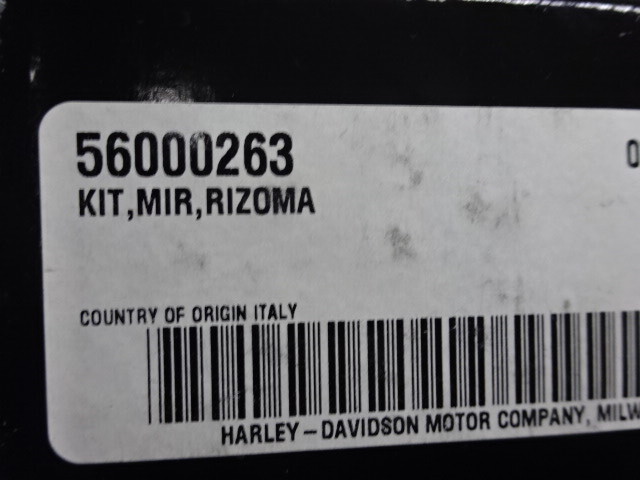 56000263
KIT,MIR,RIZOMA
COUNTRY OF ORIGIN ITALY
HARLEY-DAVIDSON MOTOR COMPANY,